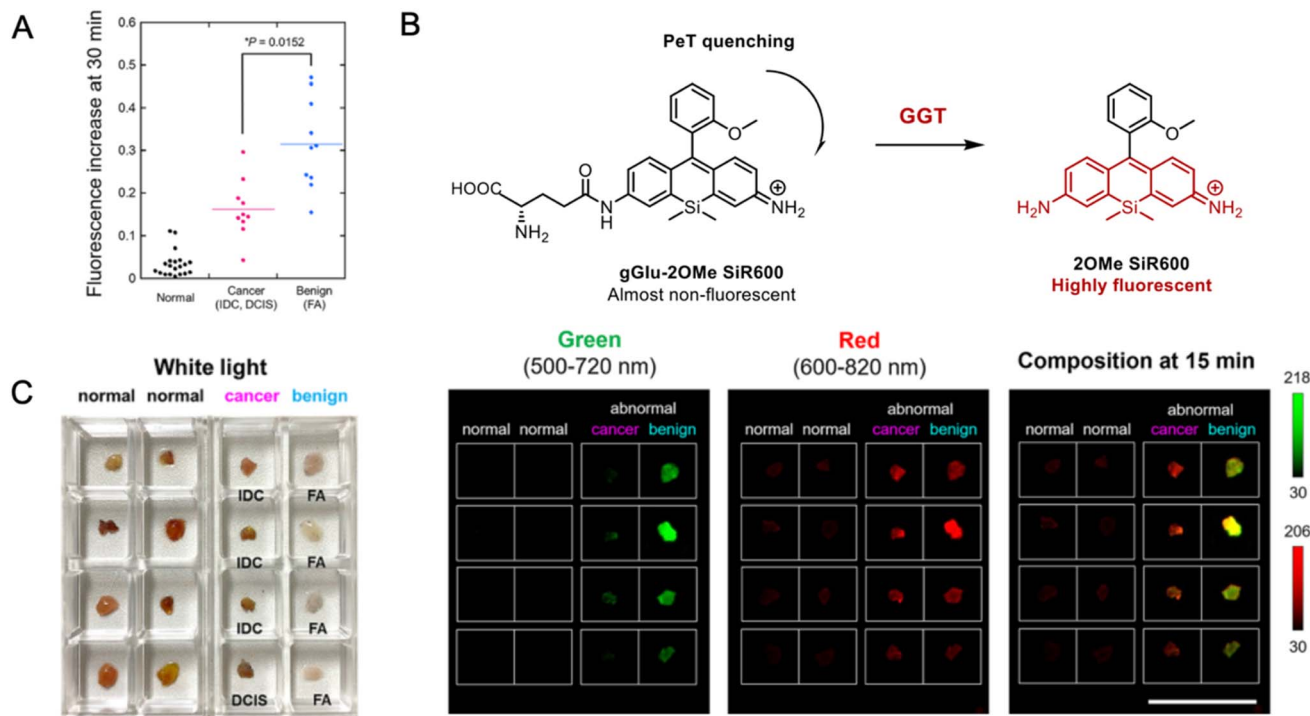 A
Fluorescence increase at 30 min
0.6
0.5
0.4
0.3
0.2
0.1
0
*P = 0.0152
Normal
Cancer
(IDC, DCIS)
Benign
(FA)
B
PeT quenching
O
HOOC
NH₂
O
N
H
Si
⊕
NH₂
gGlu-2OMe SiR600
Almost non-fluorescent
GGT
O
H₂N
Si
⊕
NH₂
2OMe SiR600
Highly fluorescent
C
White light
normal normal cancer benign
IDC FA
IDC FA
IDC FA
DCIS FA
Green
(500-720 nm)
abnormal
normal normal cancer benign
Red
(600-820 nm)
abnormal
normal normal cancer benign
Composition at 15 min
abnormal
normal normal cancer benign
218
30
206
30